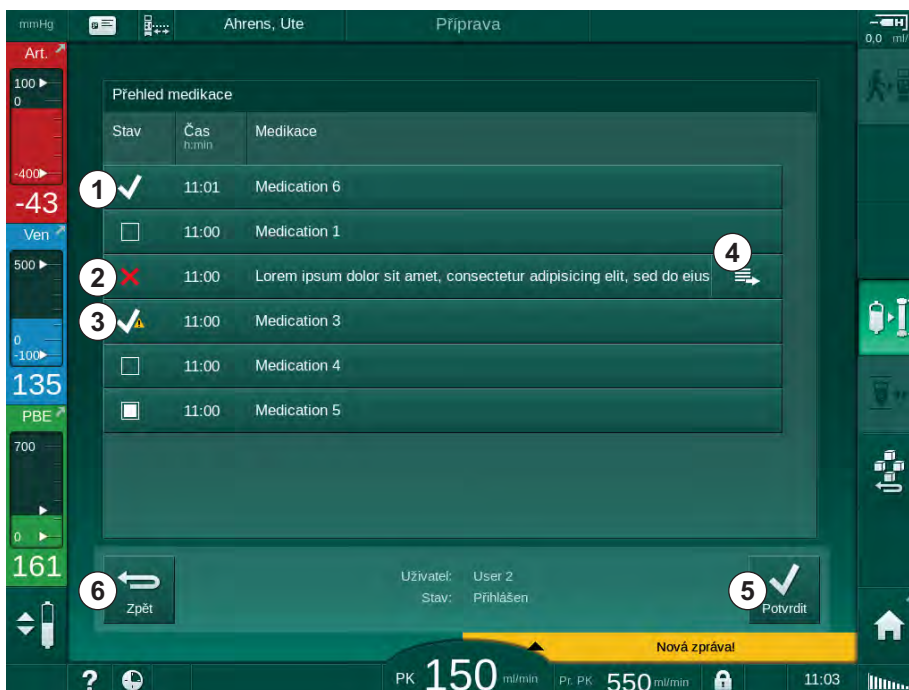 mmHg
Ahrens, Ute
Příprava
0,0 ml/
Art.
100
0
-400
-43
Ven
500
0
-100
135
PBE
700
0
161
Přehled medikace
Stav
Čas
h:min
Medikace
1
11:01
Medication 6
11:00
Medication 1
2
11:00
Lorem ipsum dolor sit amet, consectetur adipisicing elit, sed do eius
4
3
11:00
Medication 3
11:00
Medication 4
11:00
Medication 5
6
Zpět
Uživatel: User 2
Stav: Přihlášen
5
Potvrdit
Nová zpráva!
?
PK 150 ml/min
Pr. PK 550 ml/min
11:03